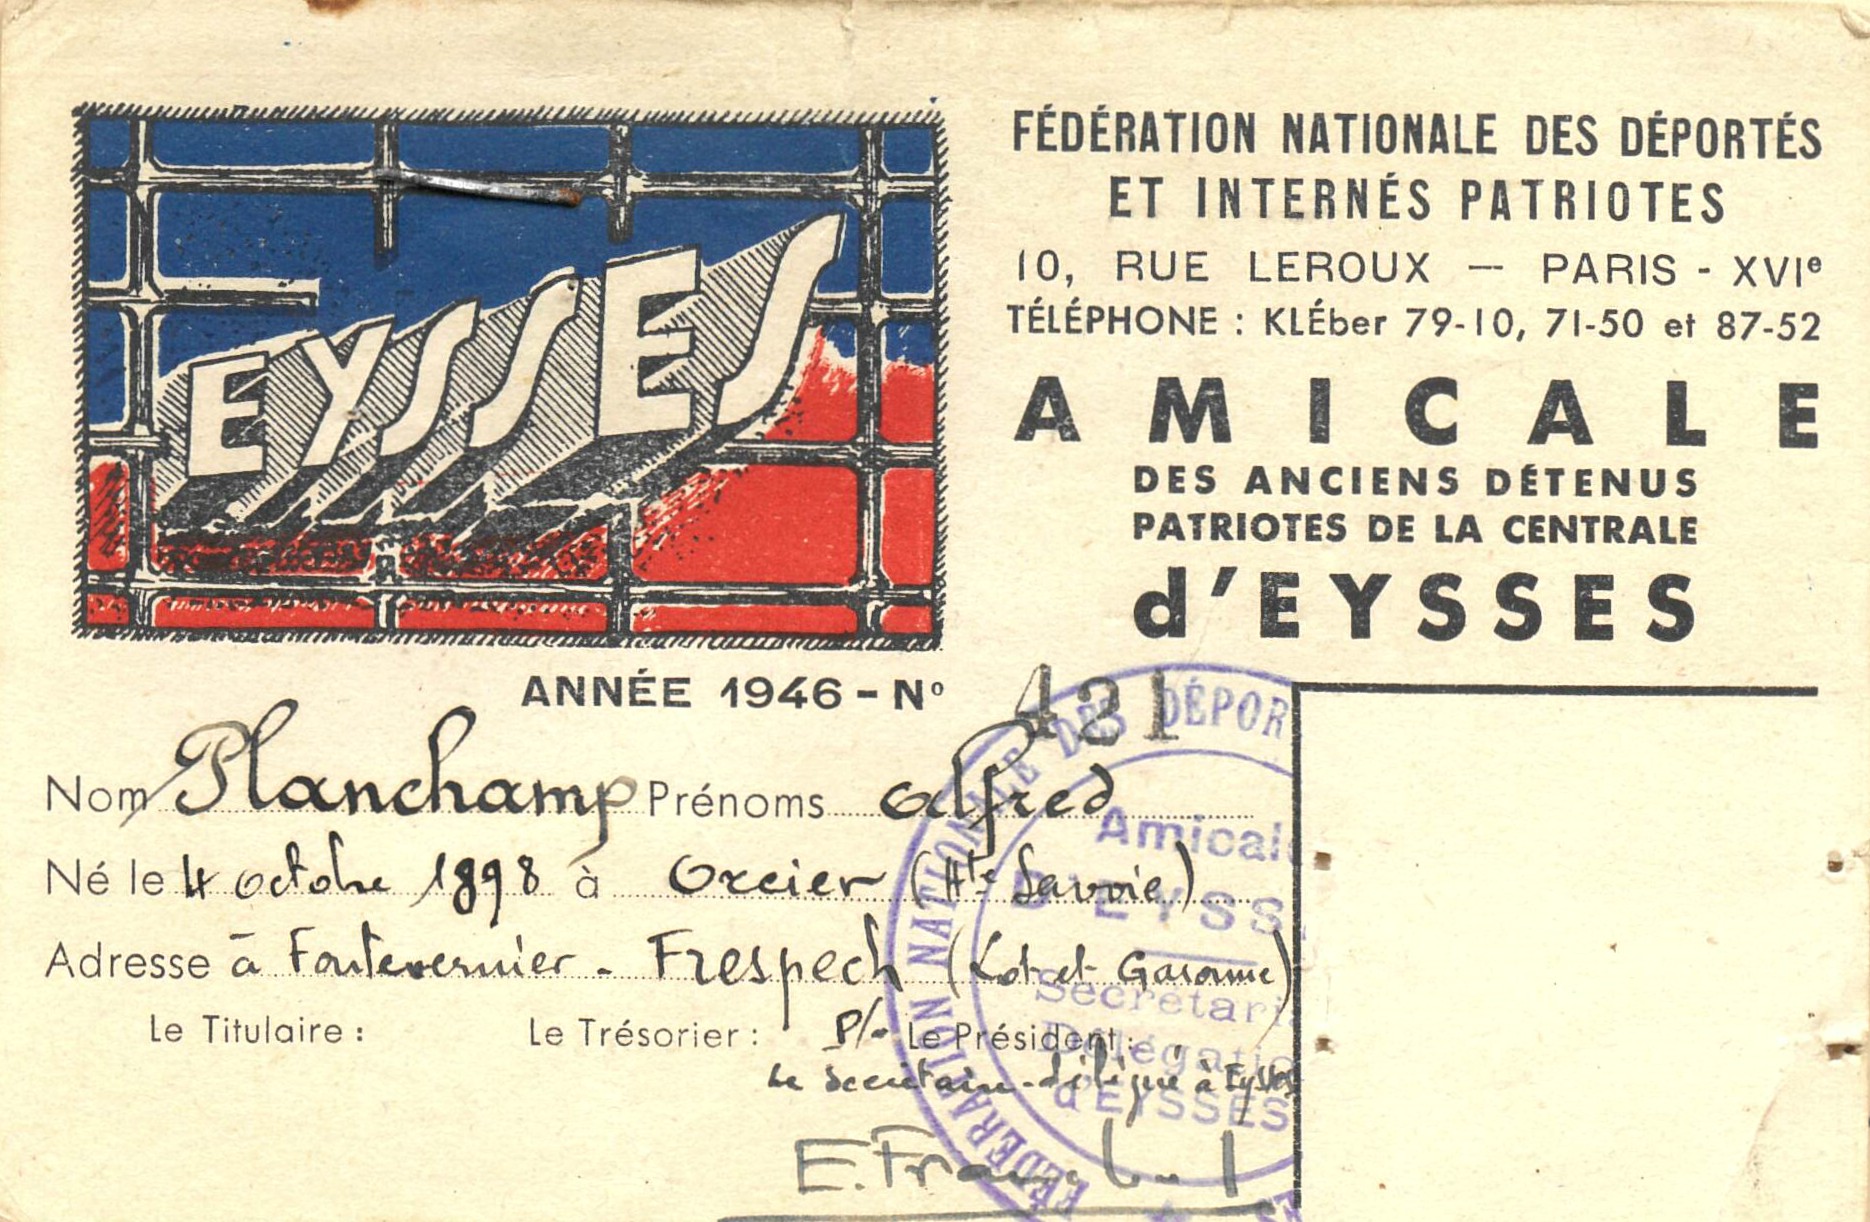 EYSSES
FÉDÉRATION NATIONALE DES DÉPORTÉS
ET INTERNÉS PATRIOTES
10, RUE LEROUX — PARIS - XVIe
TÉLÉPHONE : KLÉber 79-10, 71-50 et 87-52
AMICALE
DES ANCIENS DÉTENUS
PATRIOTES DE LA CENTRALE
d'EYSSES
ANNÉE 1946 - No 421
Nom Planchamp Prénoms Alfred
Né le 4 octobre 1898 à Orcier (Hte Savoie)
Adresse à Fontevernier - Frespech (Lot-et-Garonne)
Le Titulaire : Le Trésorier : P/- Le Président :
Le Secrétaire-délégué à Eysses
FÉDÉRATION NATIONALE DES DÉPOR
Amicale
D'EYSS
Secrétari
Délégatio
d'EYSSES